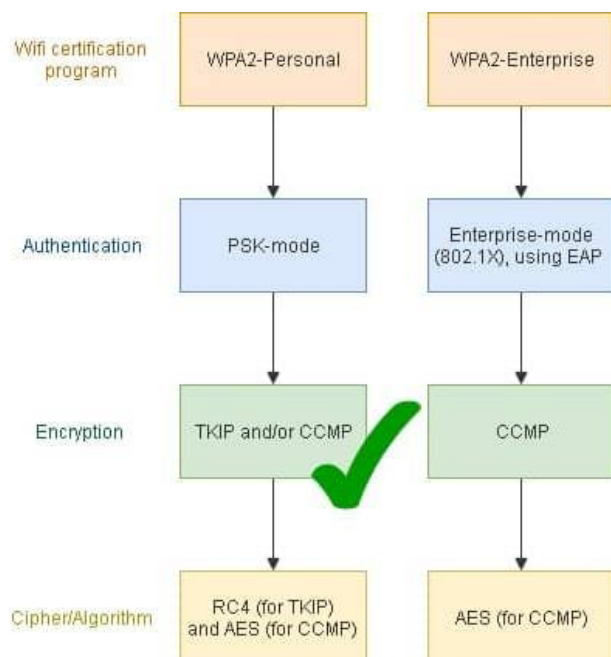 Wifi certification
program
WPA2-Personal
WPA2-Enterprise
Authentication
PSK-mode
Enterprise-mode
(802.1X), using EAP
Encryption
TKIP and/or CCMP
CCMP
Cipher/Algorithm
RC4 (for TKIP)
and AES (for CCMP)
AES (for CCMP)